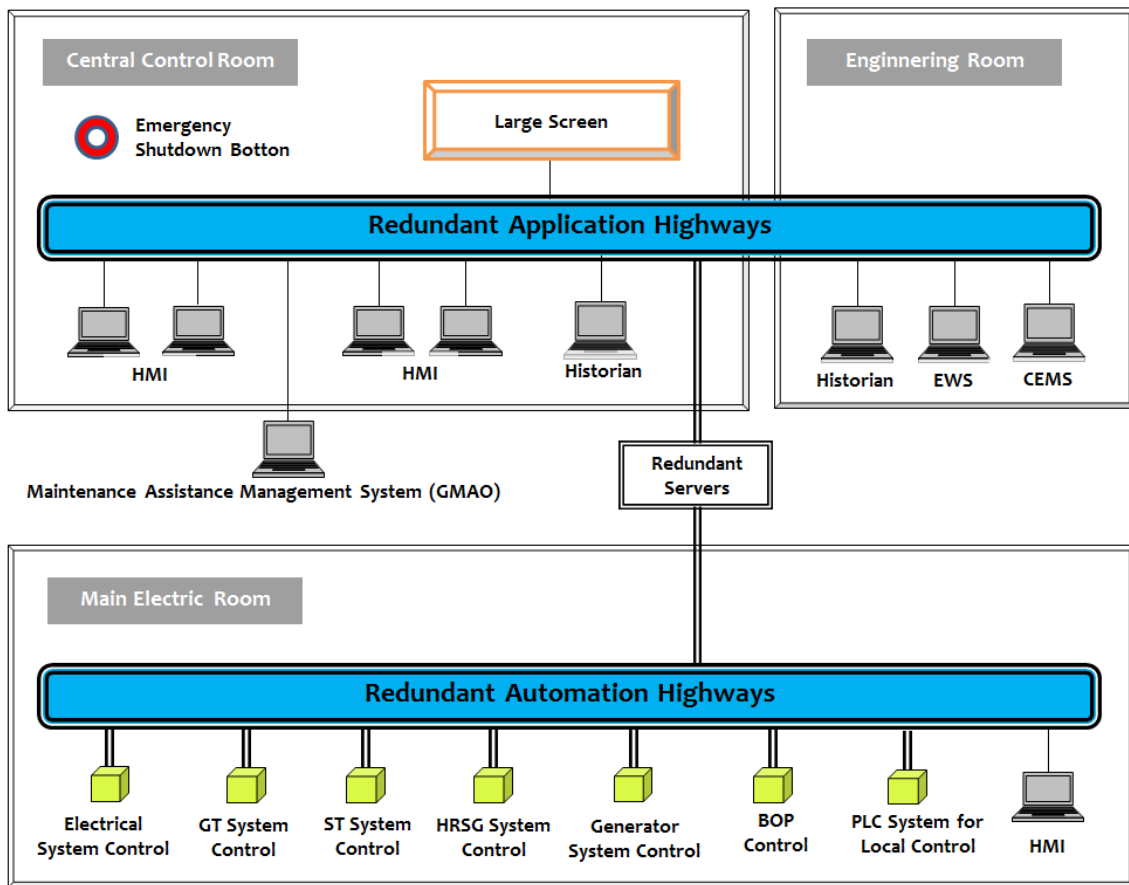 Central Control Room
Enginnering Room
Emergency
Shutdown Botton
Large Screen
Redundant Application Highways
HMI
HMI
Historian
Historian
EWS
CEMS
Maintenance Assistance Management System (GMAO)
Redundant
Servers
Main Electric Room
Redundant Automation Highways
Electrical
System Control
GT System
Control
ST System
Control
HRSG System
Control
Generator
System Control
BOP
Control
PLC System for
Local Control
HMI